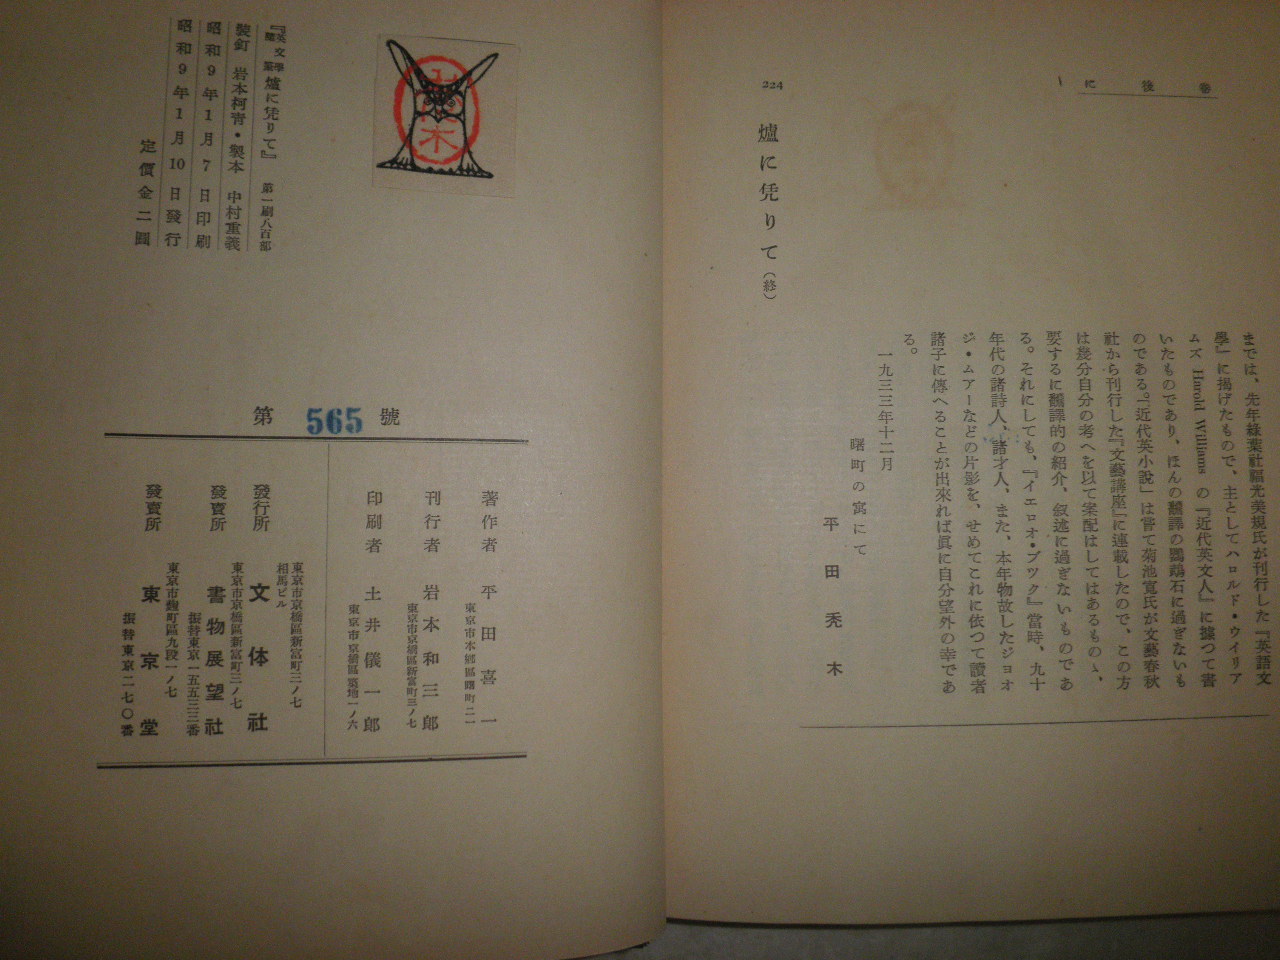 224
巻後に
までは、先年緑葉社福光美規氏が刊行した『英語文
學』に揭げたもので、主としてハロルド・ウイリア
ムズ Harold Williams の『近代英文人』に據つて書
いたものであり、ほんの飜譯の鸚鵡石に過ぎないも
のである。『近代英小說』は嘗て菊池寬氏が文藝春秋
社から刊行した『文藝講座』に連載したので、この方
は幾分自分の考へを以て案配はしてはあるものゝ、
要するに飜譯的の紹介、叙述に過ぎないものであ
る。それにしても、『イエロオ・ブツク』當時、九十
年代の諸詩人、諸才人、また、本年物故したジョオ
ジ・ムアーなどの片影を、せめてこれに依つて讀者
諸子に傳へることが出來れば眞に自分望外の幸であ
る。
一九三三年十二月
曙町の寓にて
平田禿木
爐に凭りて（終）
『英文學隨筆 爐に凭りて』 第一刷八百部
裝釘 岩本柯靑・製本 中村重義
昭和9年1月7日印刷
昭和9年1月10日發行
定價金二圓
第 565 號
著作者 平田喜一
東京市本鄕區曙町二一
刊行者 岩本和三郞
東京市京橋區新富町三ノ七
印刷者 土井儀一郞
東京市京橋區築地一ノ六
東京市京橋區新富町三ノ七
相馬ビル
發行所 文体社
東京市京橋區新富町三ノ七
發賣所 書物展望社
振替東京一五五三三番
東京市麴町區九段一ノ七
發賣所 東京堂
振替東京二七〇番